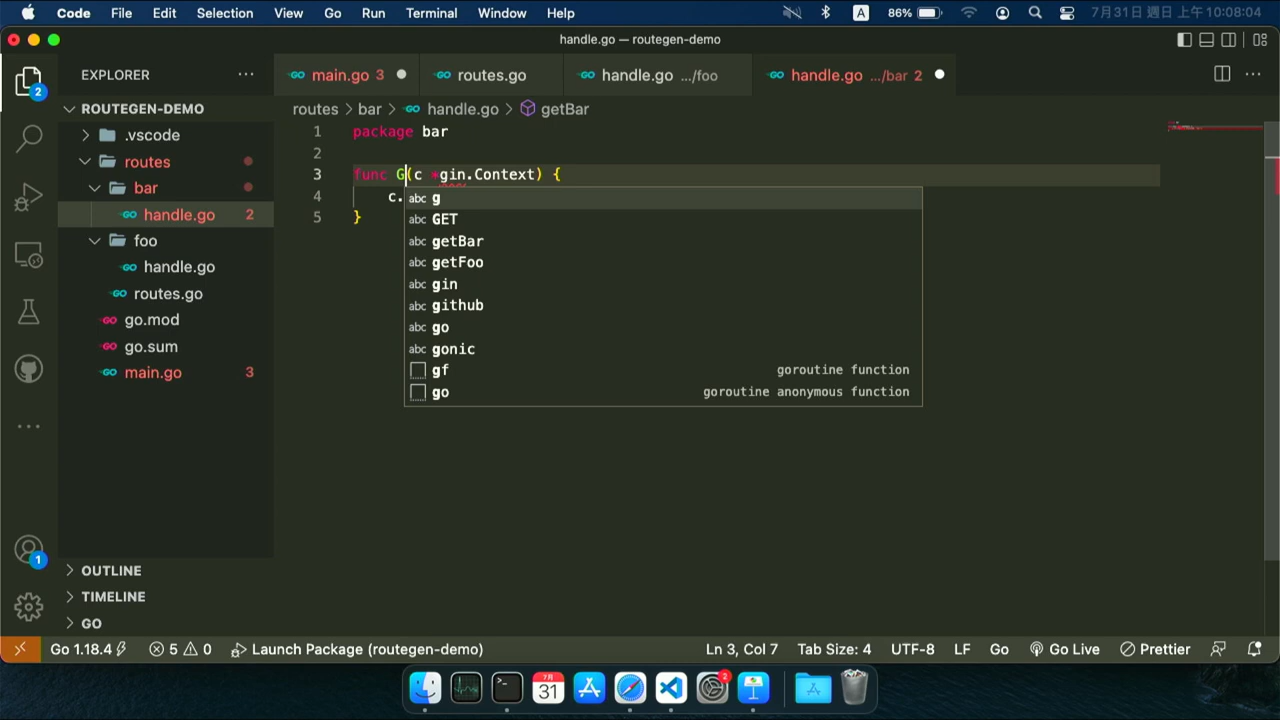 Code File Edit Selection View Go Run Terminal Window Help
A 86% 7月31日 週日 上午10:08:04
handle.go — routegen-demo
EXPLORER
main.go 3
routes.go
handle.go .../foo
handle.go .../bar 2
ROUTEGEN-DEMO
routes > bar > handle.go > getBar
.vscode
routes
bar
handle.go 2
foo
handle.go
routes.go
go.mod
go.sum
main.go 3
2
1 package bar
2
3 func G(c *gin.Context) {
4 c.
5 }
abc g
abc GET
abc getBar
abc getFoo
abc gin
abc github
abc go
abc gonic
gf goroutine function
go goroutine anonymous function
1
OUTLINE
TIMELINE
GO
Go 1.18.4 5 0 Launch Package (routegen-demo) Ln 3, Col 7 Tab Size: 4 UTF-8 LF Go Go Live Prettier
7月
31
2